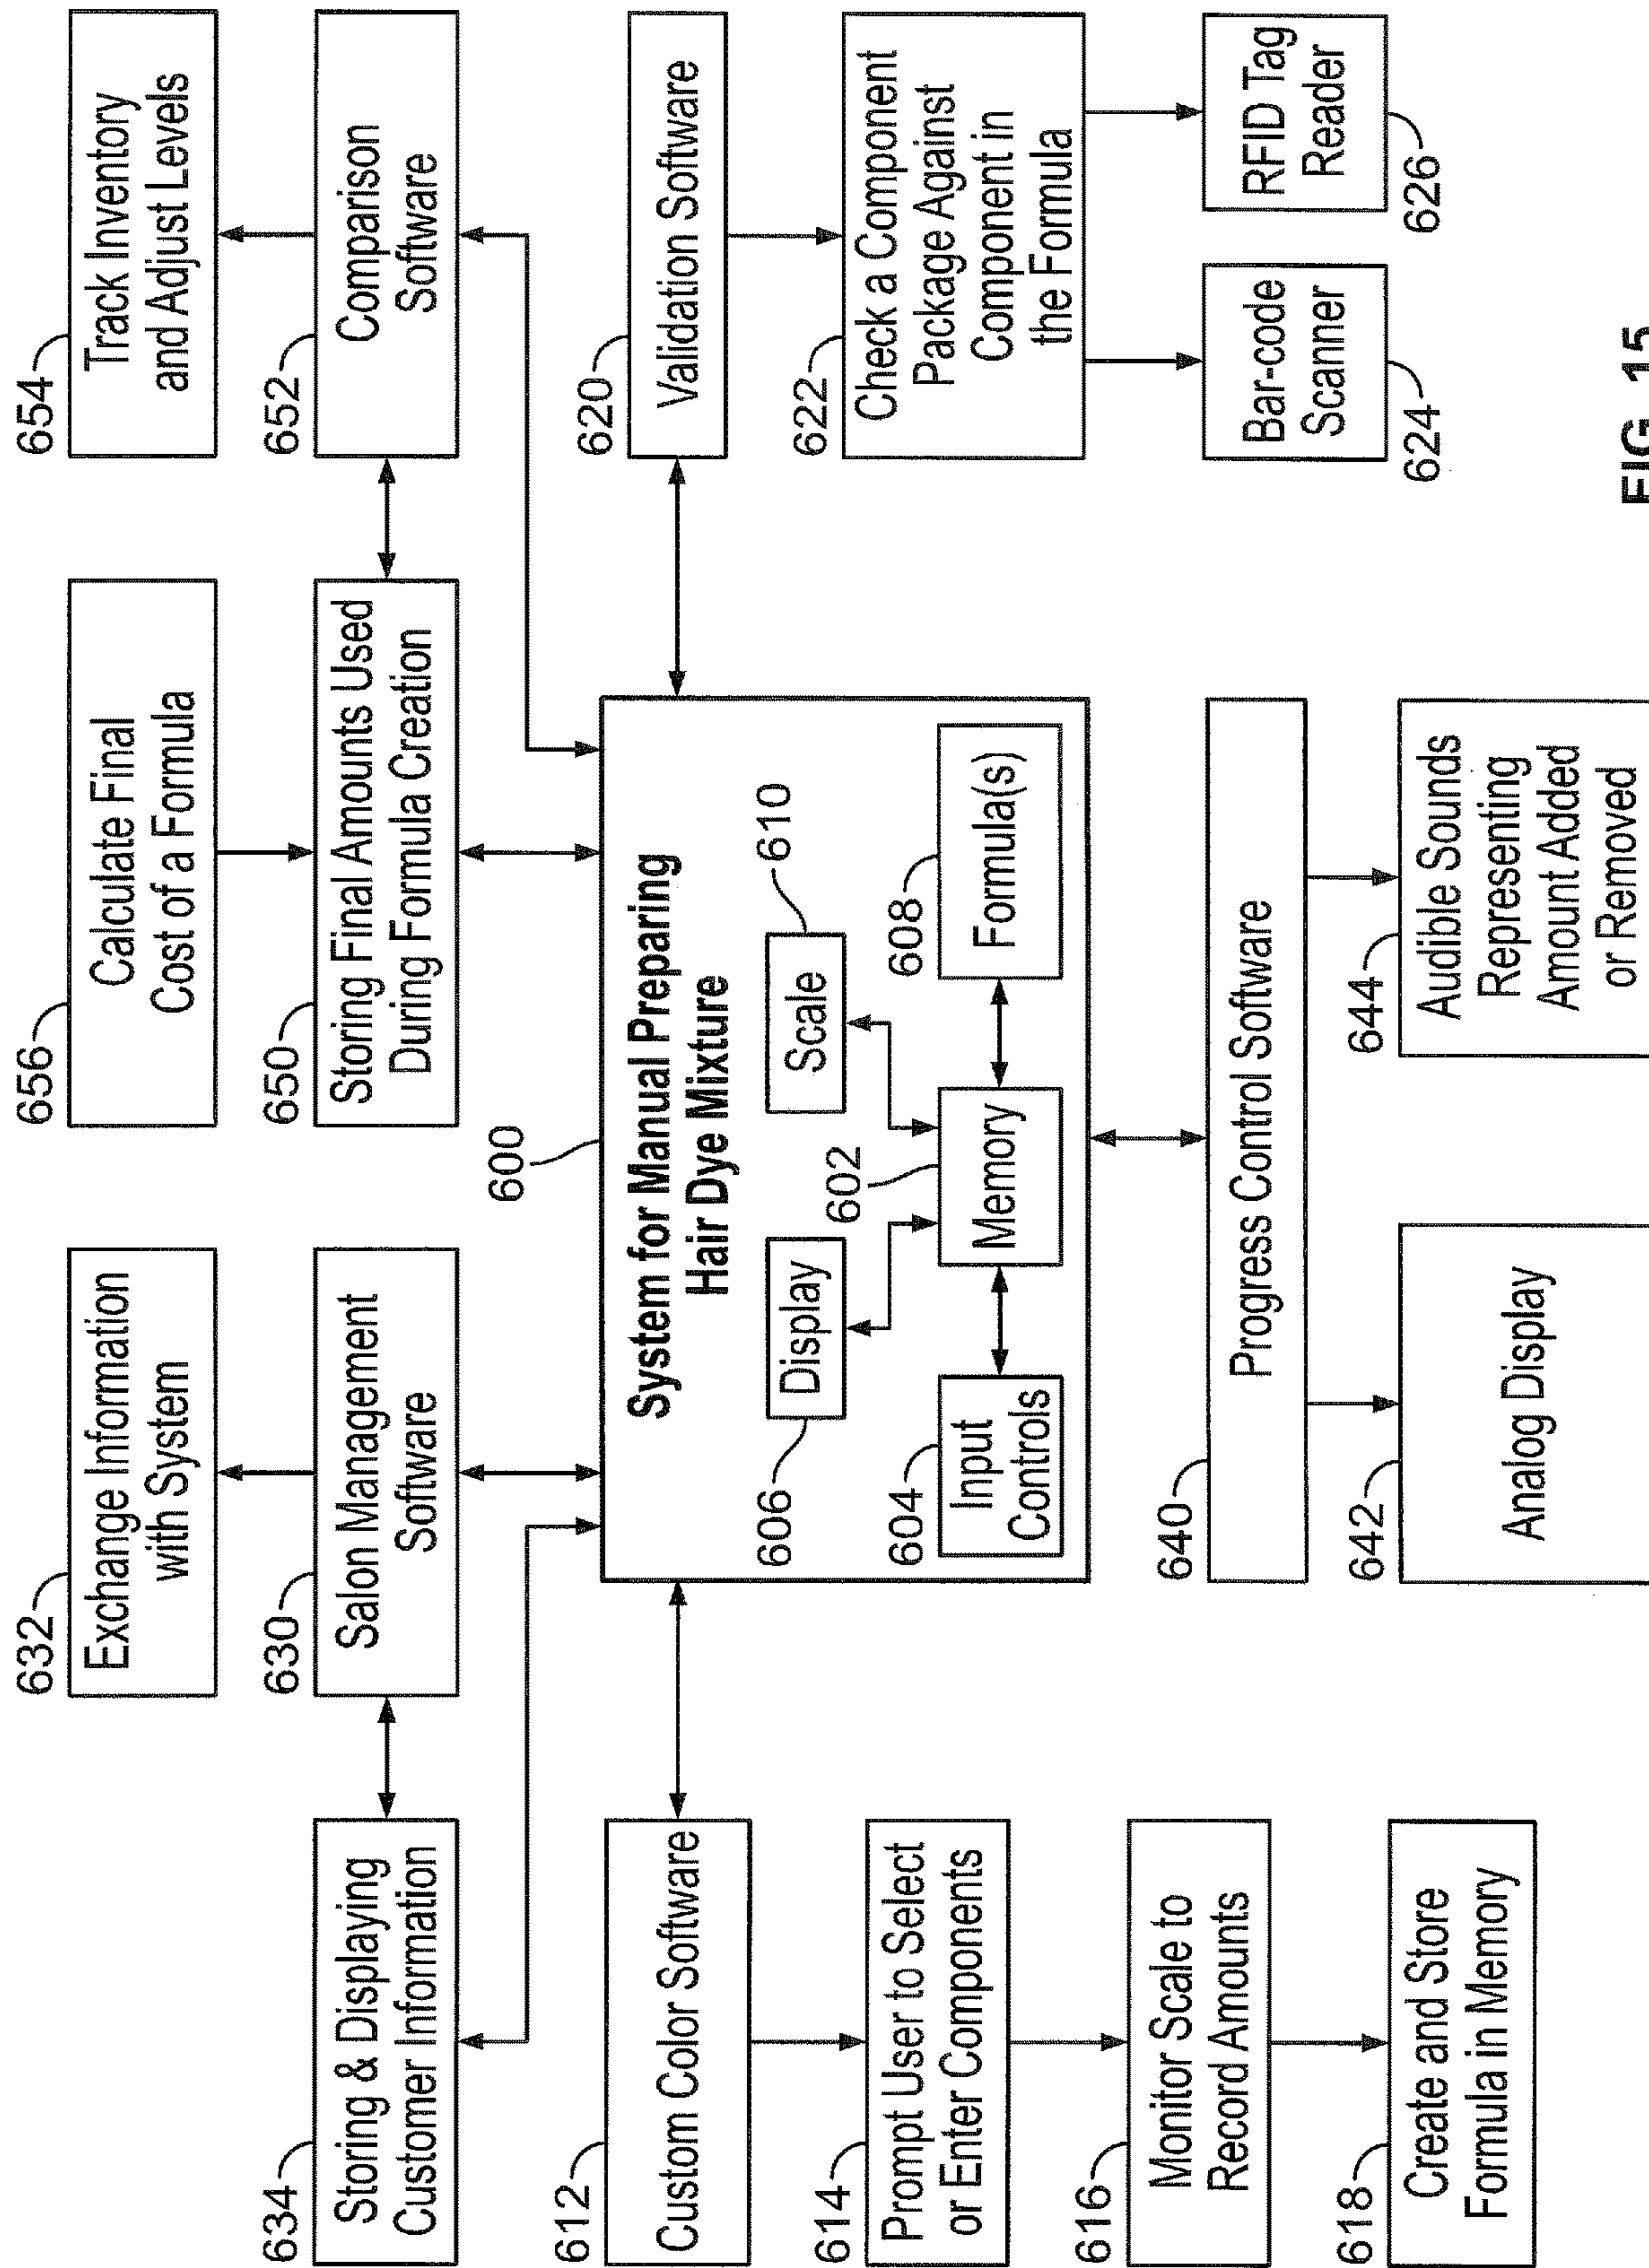 634
Storing & Displaying
Customer Information
632
Exchange Information
with System
630
Salon Management
Software
656
Calculate Final
Cost of a Formula
650
Storing Final Amounts Used
During Formula Creation
654
Track Inventory
and Adjust Levels
652
Comparison
Software
612
Custom Color Software
614
Prompt User to Select
or Enter Components
616
Monitor Scale to
Record Amounts
618
Create and Store
Formula in Memory
600
System for Manual Preparing
Hair Dye Mixture
606
Display
610
Scale
604
Input
Controls
602
Memory
608
Formula(s)
620
Validation Software
622
Check a Component
Package Against
Component in
the Formula
624
Bar-code
Scanner
626
RFID Tag
Reader
640
Progress Control Software
642
Analog Display
644
Audible Sounds
Representing
Amount Added
or Removed
FIG. 15